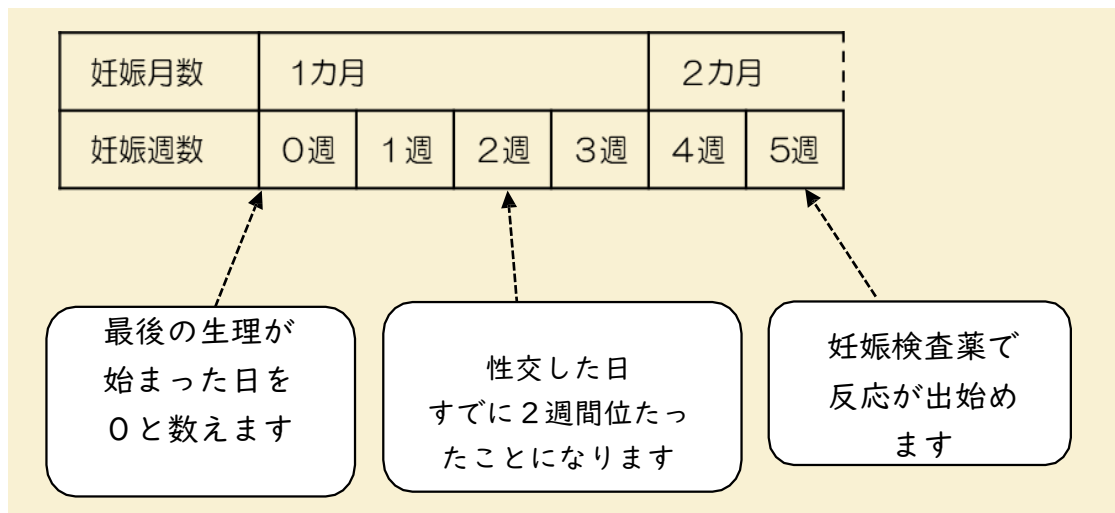 妊娠月数 1カ月 2カ月
妊娠週数 0週 1週 2週 3週 4週 5週
最後の生理が
始まった日を
０と数えます
性交した日
すでに２週間位たっ
たことになります
妊娠検査薬で
反応が出始め
ます